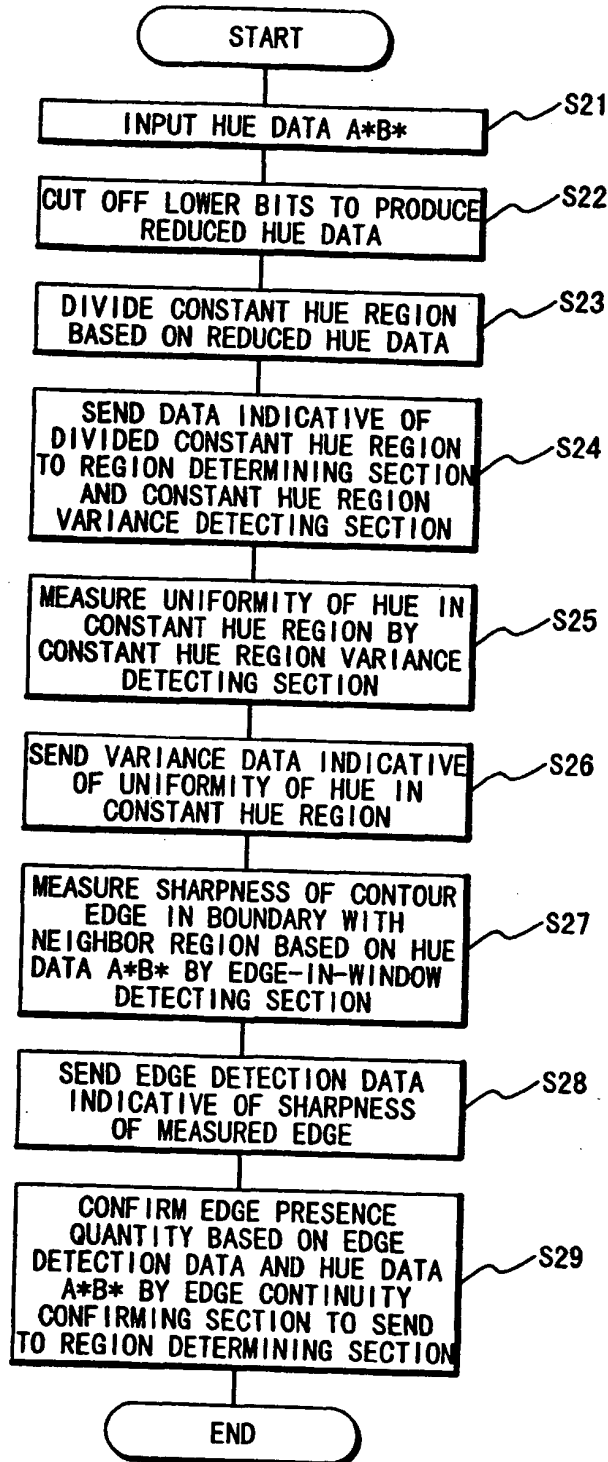 START
INPUT HUE DATA A*B*
S21
CUT OFF LOWER BITS TO PRODUCE
REDUCED HUE DATA
S22
DIVIDE CONSTANT HUE REGION
BASED ON REDUCED HUE DATA
S23
SEND DATA INDICATIVE OF
DIVIDED CONSTANT HUE REGION
TO REGION DETERMINING SECTION
AND CONSTANT HUE REGION
VARIANCE DETECTING SECTION
S24
MEASURE UNIFORMITY OF HUE IN
CONSTANT HUE REGION BY
CONSTANT HUE REGION VARIANCE
DETECTING SECTION
S25
SEND VARIANCE DATA INDICATIVE
OF UNIFORMITY OF HUE IN
CONSTANT HUE REGION
S26
MEASURE SHARPNESS OF CONTOUR
EDGE IN BOUNDARY WITH
NEIGHBOR REGION BASED ON HUE
DATA A*B* BY EDGE-IN-WINDOW
DETECTING SECTION
S27
SEND EDGE DETECTION DATA
INDICATIVE OF SHARPNESS
OF MEASURED EDGE
S28
CONFIRM EDGE PRESENCE
QUANTITY BASED ON EDGE
DETECTION DATA AND HUE DATA
A*B* BY EDGE CONTINUITY
CONFIRMING SECTION TO SEND
TO REGION DETERMINING SECTION
S29
END